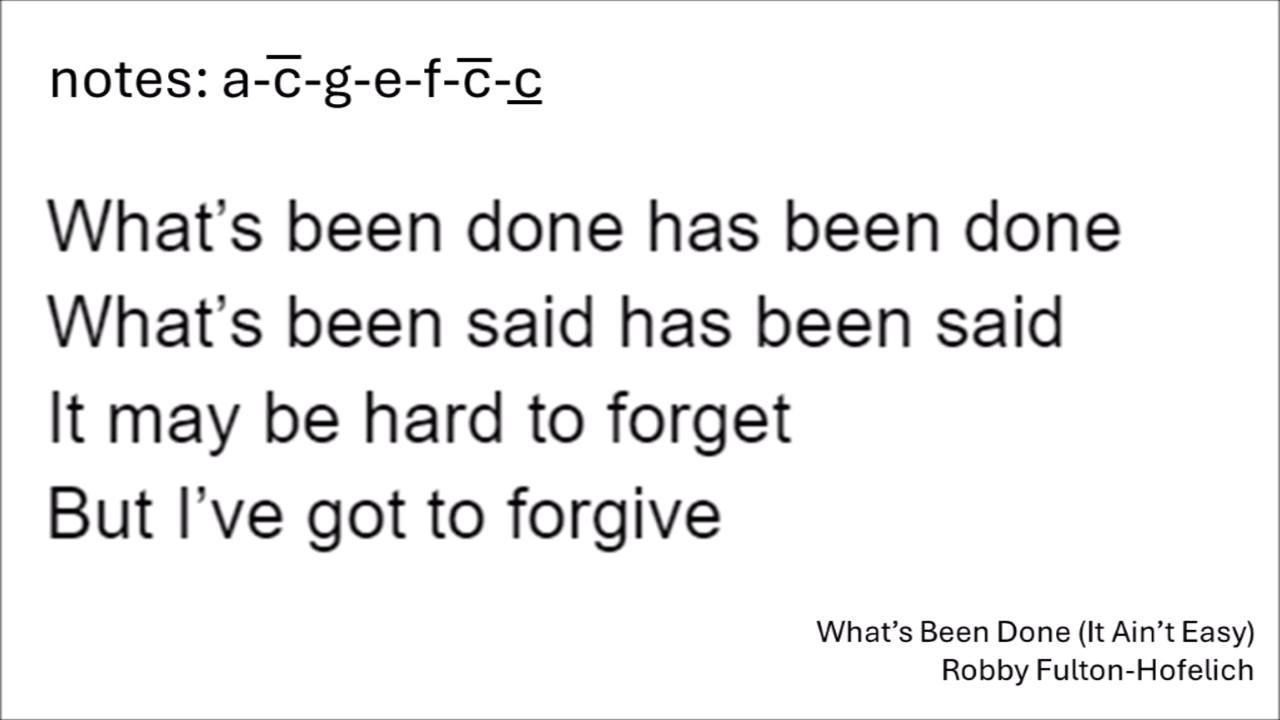 notes: a-c̅-g-e-f-c̅-c̲
What’s been done has been done
What’s been said has been said
It may be hard to forget
But I’ve got to forgive
What’s Been Done (It Ain’t Easy)
Robby Fulton-Hofelich